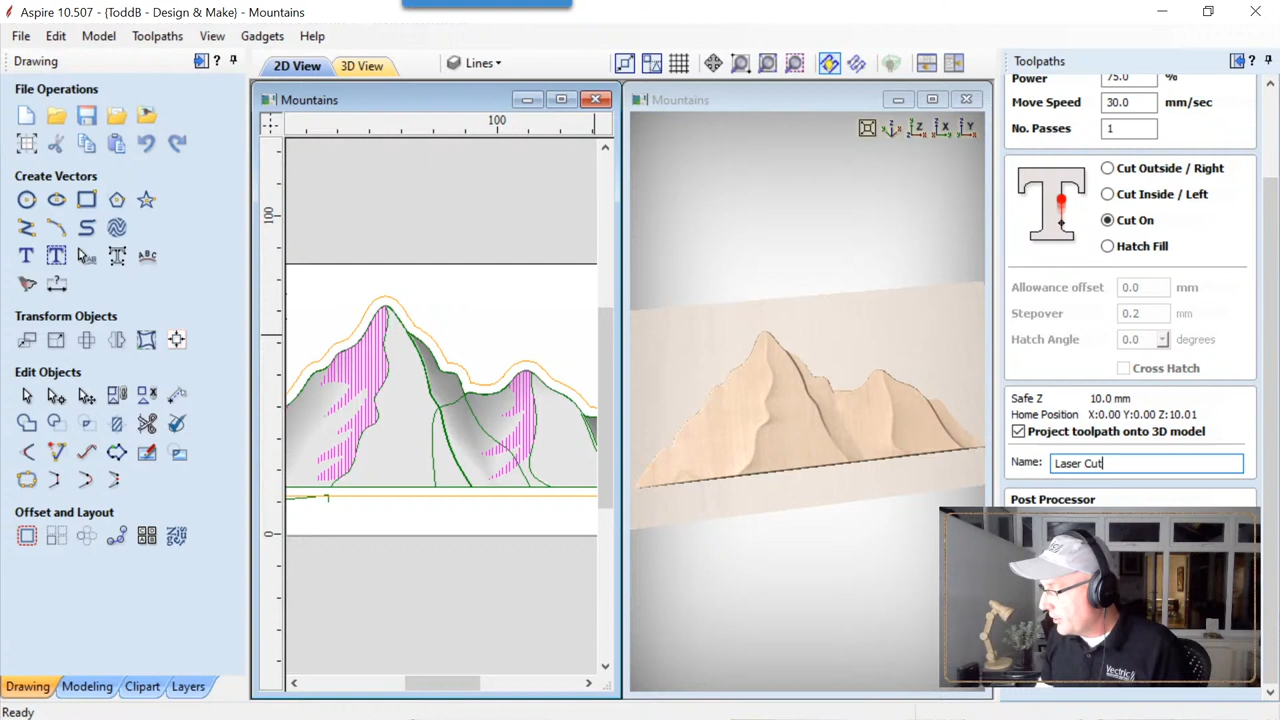 Aspire 10.507 - {ToddB - Design & Make} - Mountains
File Edit Model Toolpaths View Gadgets Help
Drawing
2D View
3D View
Lines
Toolpaths
File Operations
Mountains
Mountains
100
100
0
Z X Y
Create Vectors
Transform Objects
Edit Objects
Offset and Layout
Power 75.0 %
Move Speed 30.0 mm/sec
No. Passes 1
Cut Outside / Right
Cut Inside / Left
Cut On
Hatch Fill
Allowance offset 0.0 mm
Stepover 0.2 mm
Hatch Angle 0.0 degrees
Cross Hatch
Safe Z 10.0 mm
Home Position X:0.00 Y:0.00 Z:10.01
Project toolpath onto 3D model
Name: Laser Cut
Post Processor
Vectric
Drawing Modeling Clipart Layers
Ready